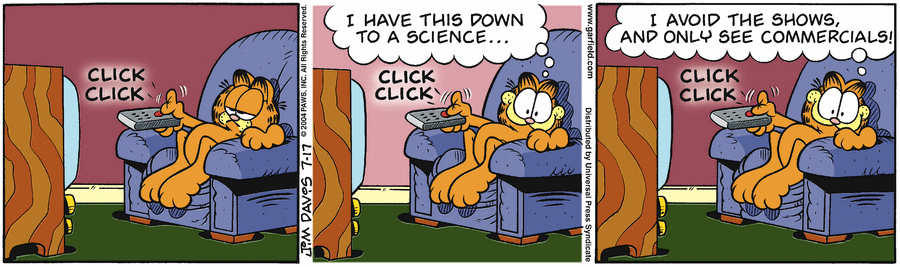 CLICK
CLICK
© 2004 PAWS, INC. All Rights Reserved.
JIM DAVIS 7-17
I HAVE THIS DOWN
TO A SCIENCE...
CLICK
CLICK
www.garfield.com
Distributed by Universal Press Syndicate
I AVOID THE SHOWS,
AND ONLY SEE COMMERCIALS!
CLICK
CLICK